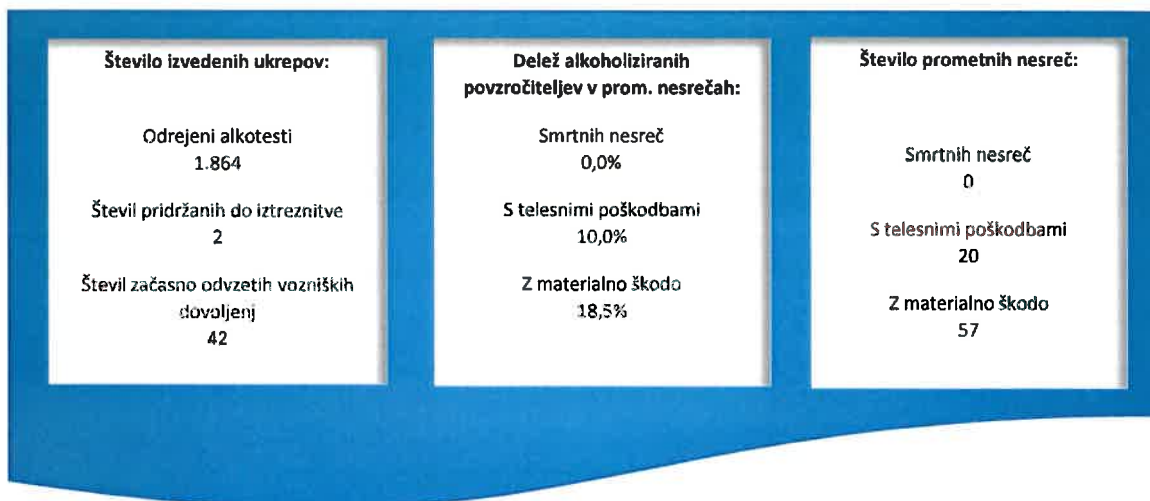 Število izvedenih ukrepov:
Odrejeni alkotesti
1.864
Števil pridržanih do iztreznitve
2
Števil začasno odvzetih vozniških
dovoljenj
42
Delež alkoholiziranih
povzročiteljev v prom. nesrečah:
Smrtnih nesreč
0,0%
S telesnimi poškodbami
10,0%
Z materialno škodo
18,5%
Število prometnih nesreč:
Smrtnih nesreč
0
S telesnimi poškodbami
20
Z materialno škodo
57